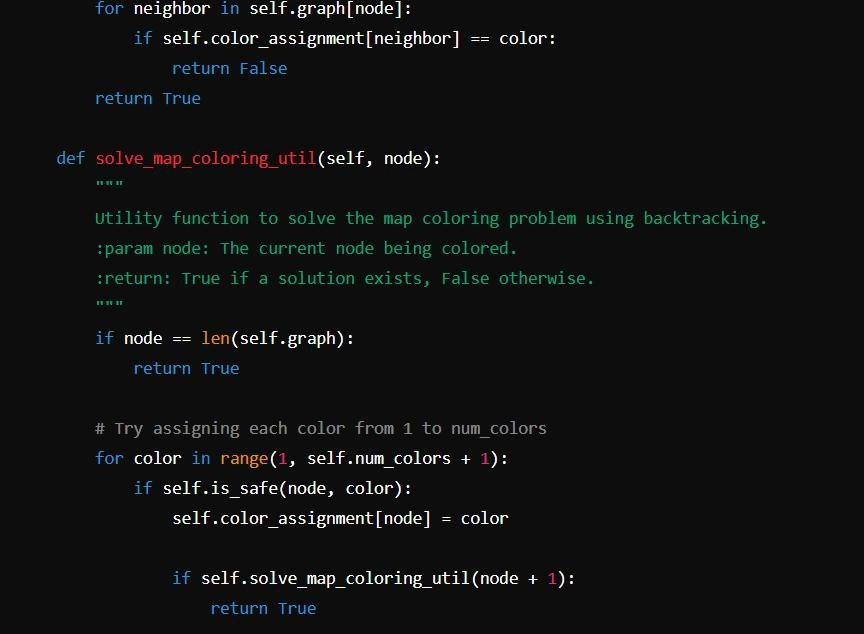 for neighbor in self.graph[node]:
if self.color_assignment[neighbor] == color:
return False
return True
def solve_map_coloring_util(self, node):
"""
Utility function to solve the map coloring problem using backtracking.
:param node: The current node being colored.
:return: True if a solution exists, False otherwise.
"""
if node == len(self.graph):
return True
# Try assigning each color from 1 to num_colors
for color in range(1, self.num_colors + 1):
if self.is_safe(node, color):
self.color_assignment[node] = color
if self.solve_map_coloring_util(node + 1):
return True